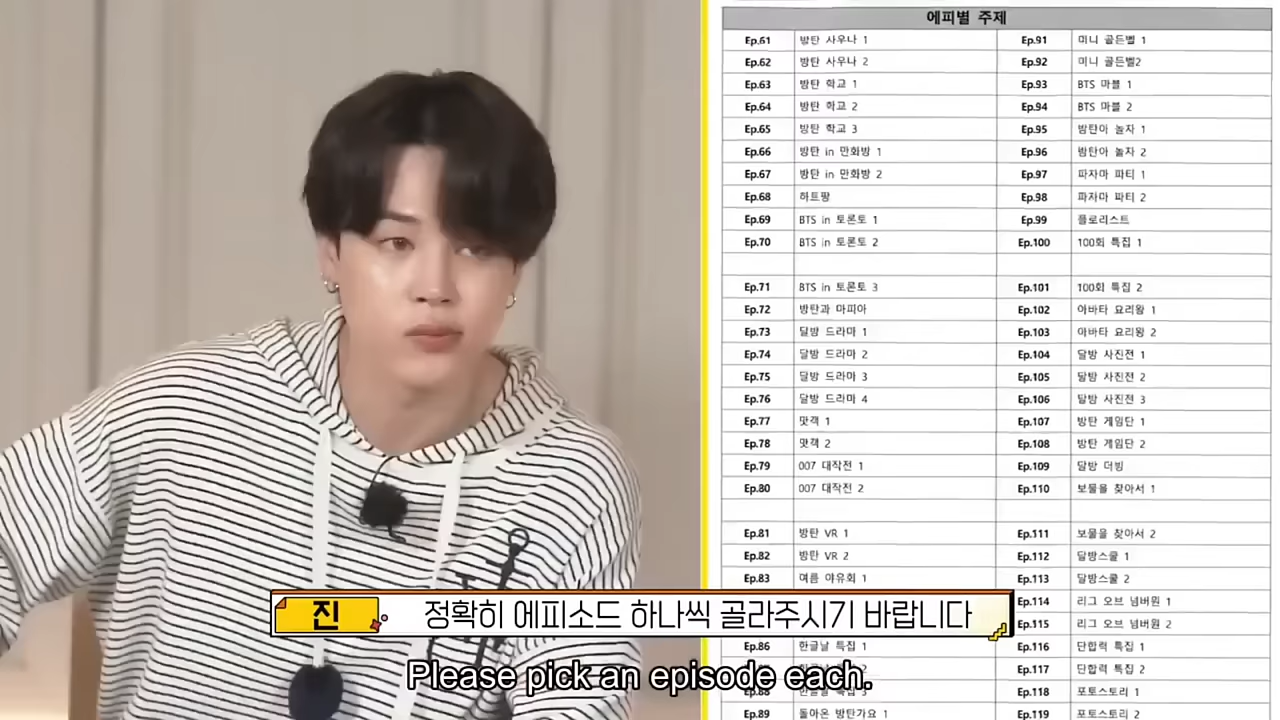 에피별 주제
Ep.61 방탄 사우나 1 Ep.91 미니 골든벨 1
Ep.62 방탄 사우나 2 Ep.92 미니 골든벨2
Ep.63 방탄 학교 1 Ep.93 BTS 마블 1
Ep.64 방탄 학교 2 Ep.94 BTS 마블 2
Ep.65 방탄 학교 3 Ep.95 방탄아 놀자 1
Ep.66 방탄 in 만화방 1 Ep.96 방탄아 놀자 2
Ep.67 방탄 in 만화방 2 Ep.97 파자마 파티 1
Ep.68 하트팡 Ep.98 파자마 파티 2
Ep.69 BTS in 토론토 1 Ep.99 플로리스트
Ep.70 BTS in 토론토 2 Ep.100 100회 특집 1
Ep.71 BTS in 토론토 3 Ep.101 100회 특집 2
Ep.72 방탄과 마피아 Ep.102 아바타 요리왕 1
Ep.73 달방 드라마 1 Ep.103 아바타 요리왕 2
Ep.74 달방 드라마 2 Ep.104 달방 사진전 1
Ep.75 달방 드라마 3 Ep.105 달방 사진전 2
Ep.76 달방 드라마 4 Ep.106 달방 사진전 3
Ep.77 맛객 1 Ep.107 방탄 게임단 1
Ep.78 맛객 2 Ep.108 방탄 게임단 2
Ep.79 007 대작전 1 Ep.109 달방 더빙
Ep.80 007 대작전 2 Ep.110 보물을 찾아서 1
Ep.81 방탄 VR 1 Ep.111 보물을 찾아서 2
Ep.82 방탄 VR 2 Ep.112 달방스쿨 1
Ep.83 여름 야유회 1 Ep.113 달방스쿨 2
Ep.114 리그 오브 넘버원 1
Ep.115 리그 오브 넘버원 2
Ep.86 한글날 특집 1 Ep.116 단합력 특집 2
Ep.117 단합력 특집 2
Ep.88 한글날 특집 3 Ep.118 포토스토리 1
Ep.89 돌아온 방탄가요 1 Ep.119 포토스토리 2
진 정확히 에피소드 하나씩 골라주시기 바랍니다
Please pick an episode each.